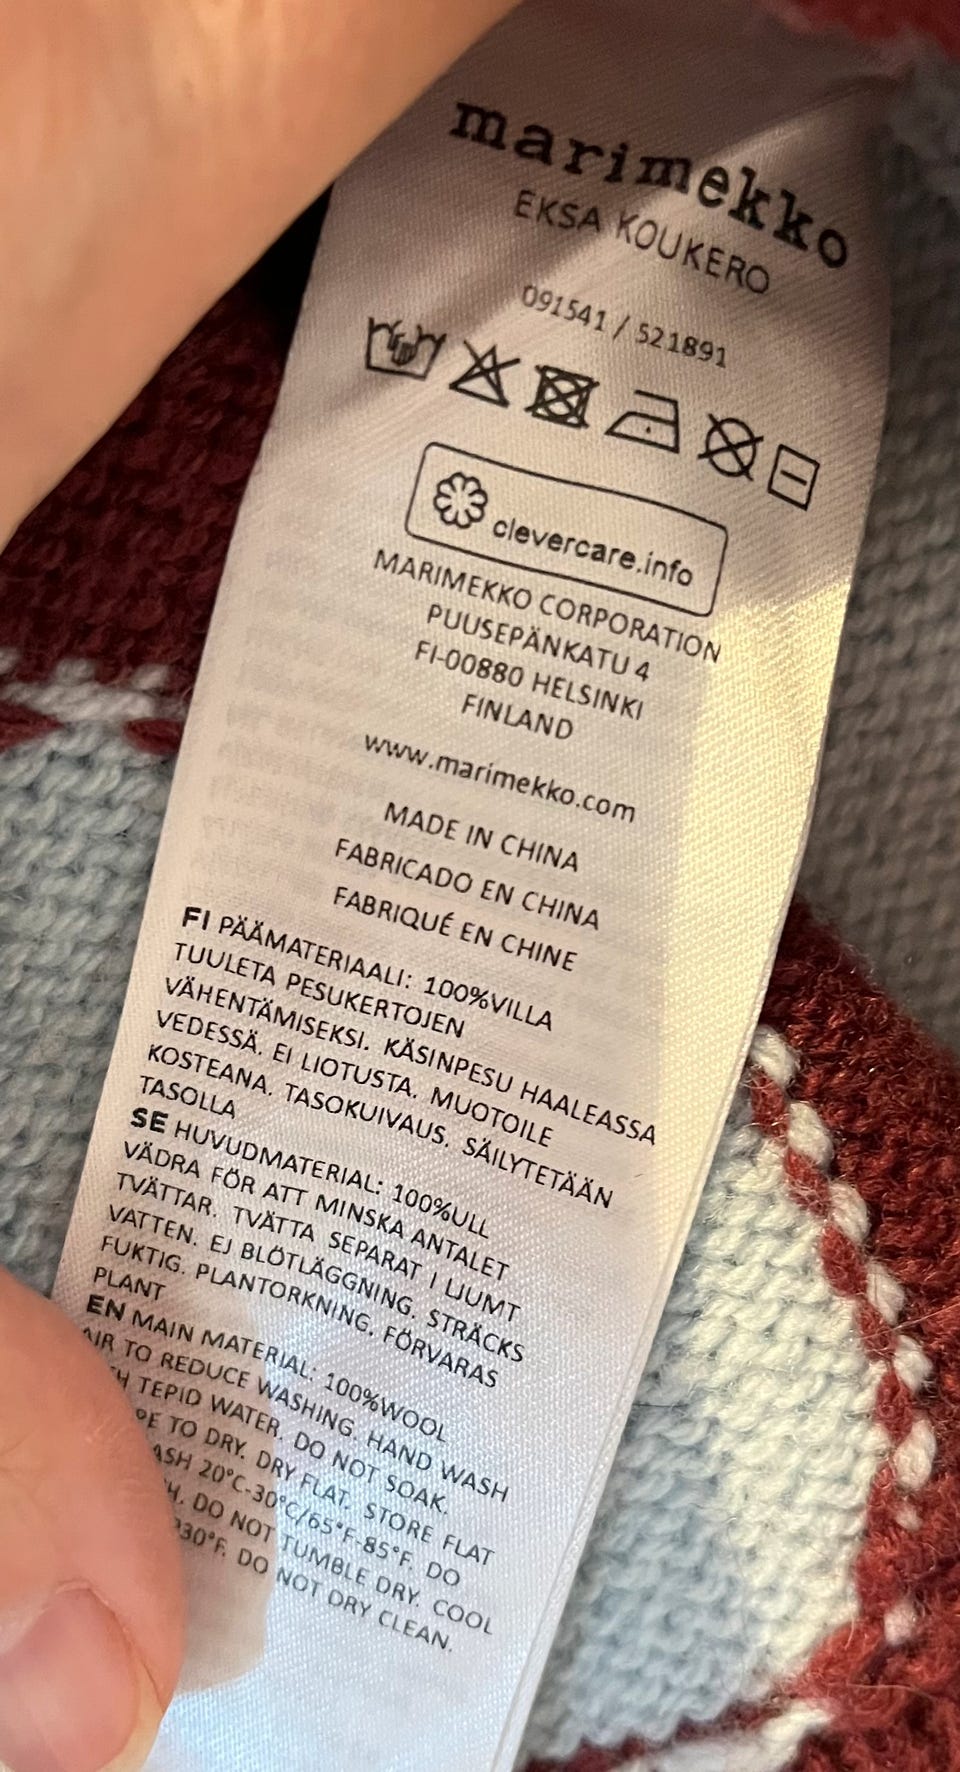 marimekko
EKSA KOUKERO
091541 / 521891
clevercare.info
MARIMEKKO CORPORATION
PUUSEPÄNKATU 4
FI-00880 HELSINKI
FINLAND
www.marimekko.com
MADE IN CHINA
FABRICADO EN CHINA
FABRIQUÉ EN CHINE
FI PÄÄMATERIAALI: 100%VILLA
TUULETA PESUKERTOJEN
VÄHENTÄMISEKSI. KÄSINPESU HAALEASSA
VEDESSÄ. EI LIOTUSTA. MUOTOILE
KOSTEANA. TASOKUIVAUS. SÄILYTETÄÄN
TASOLLA
SE HUVUDMATERIAL: 100%ULL
VÄDRA FÖR ATT MINSKA ANTALET
TVÄTTAR. TVÄTTA SEPARAT I LJUMT
VATTEN. EJ BLÖTLÄGGNING. STRÄCKS
FUKTIG. PLANTORKNING. FÖRVARAS
PLANT
EN MAIN MATERIAL: 100%WOOL
AIR TO REDUCE WASHING. HAND WASH
TEPID WATER. DO NOT SOAK.
TO DRY. DRY FLAT. STORE FLAT
20°C-30°C/65°F-85°F. DO
DO NOT TUMBLE DRY. COOL
DO NOT DRY CLEAN.